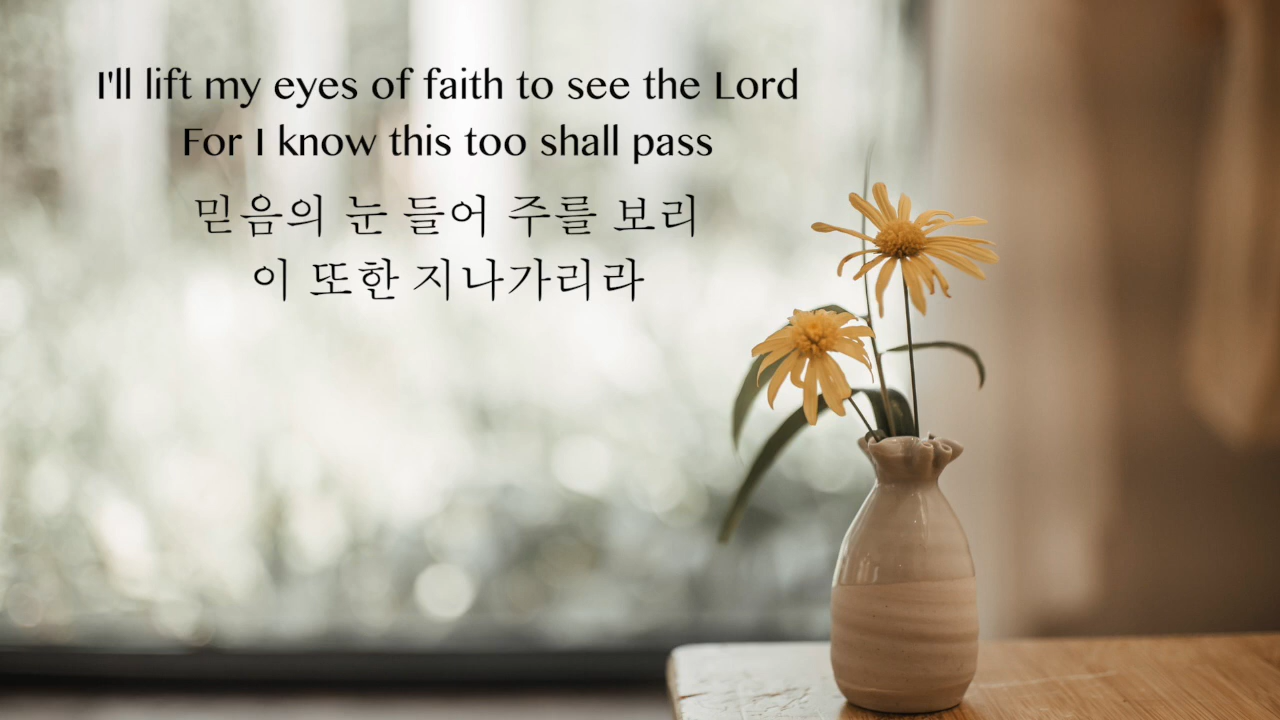 I'll lift my eyes of faith to see the Lord
For I know this too shall pass
믿음의 눈 들어 주를 보리
이 또한 지나가리라